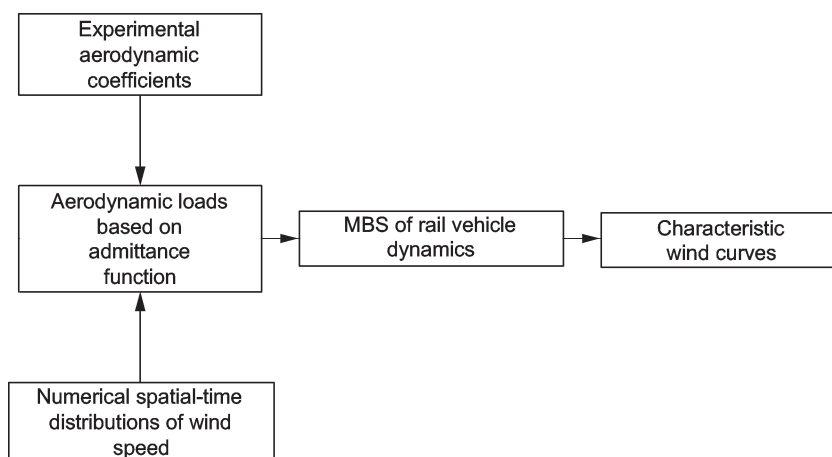 Experimental
aerodynamic
coefficients
Aerodynamic loads
based on
admittance
function
MBS of rail vehicle
dynamics
Characteristic
wind curves
Numerical spatial-time
distributions of wind
speed